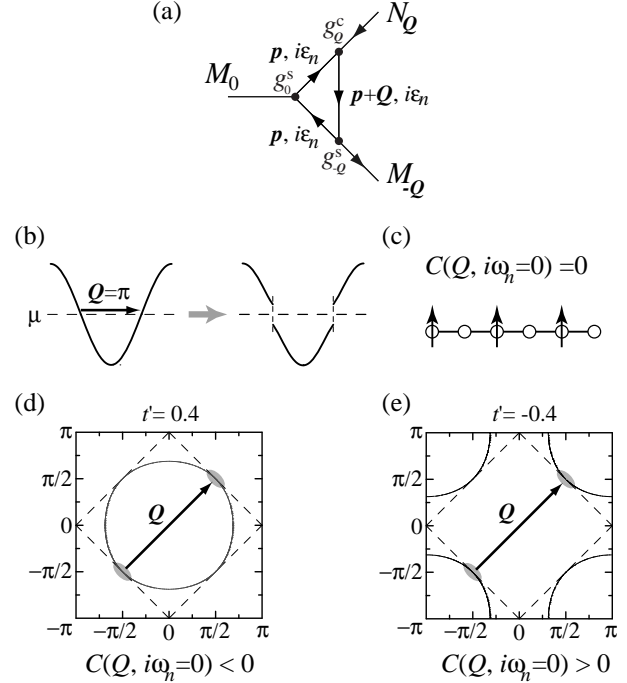 (a)
N_Q
g_Q^c
p, iε_n
M_0
g_0^s
p+Q, iε_n
p, iε_n
g_-Q^s
M_-Q
(b)
(c)
C(Q, iω_n=0) =0
Q=π
μ
(d)
(e)
t'= 0.4
t'= -0.4
π
π/2
0
−π/2
-π
Q
-π −π/2 0 π/2 π
C(Q, iω_n=0) < 0
π
π/2
0
−π/2
-π
Q
-π −π/2 0 π/2 π
C(Q, iω_n=0) > 0